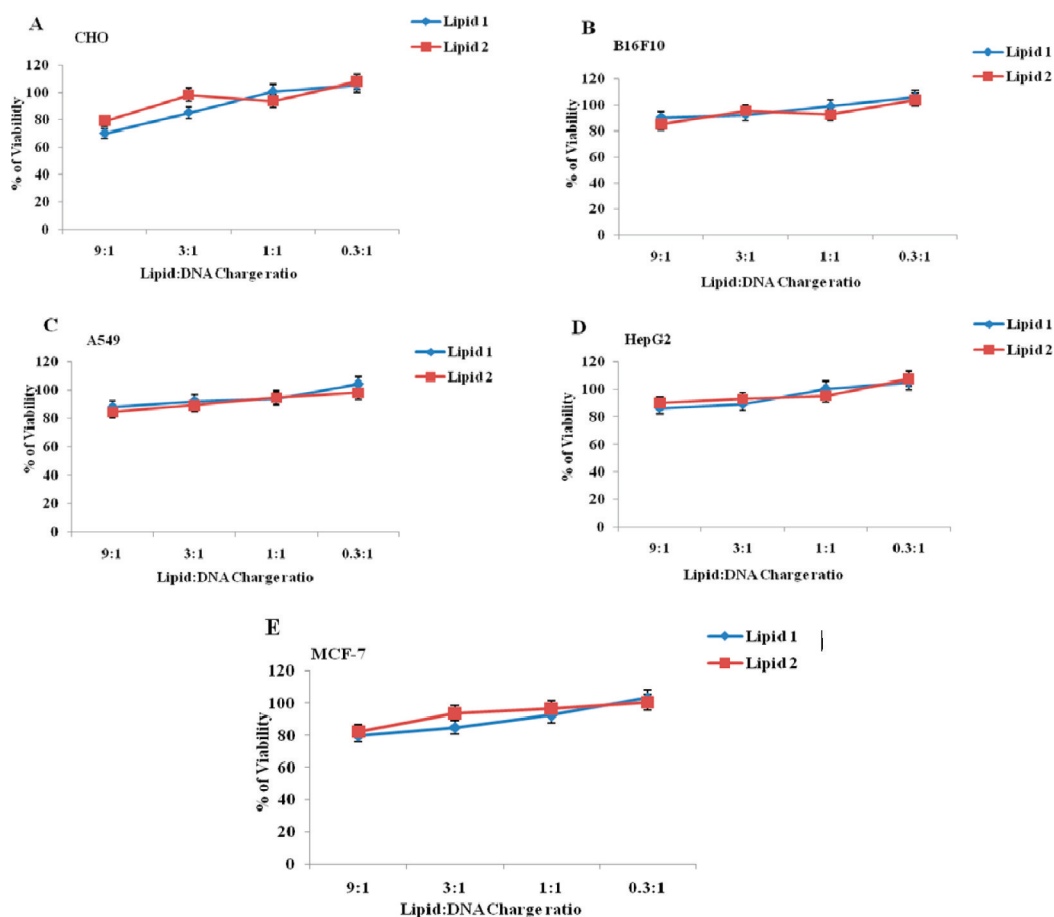 A
CHO
Lipid 1
Lipid 2
% of Viability
120
100
80
60
40
20
0
9:1 3:1 1:1 0.3:1
Lipid:DNA Charge ratio
B
B16F10
Lipid 1
Lipid 2
% of Viability
120
100
80
60
40
20
0
9:1 3:1 1:1 0.3:1
Lipid:DNA Charge ratio
C
A549
Lipid 1
Lipid 2
% of Viability
120
100
80
60
40
20
0
9:1 3:1 1:1 0.3:1
Lipid:DNA Charge ratio
D
HepG2
Lipid 1
Lipid 2
% of Viability
120
100
80
60
40
20
0
9:1 3:1 1:1 0.3:1
Lipid:DNA Charge ratio
E
MCF-7
Lipid 1
Lipid 2
% of Viability
120
100
80
60
40
20
0
9:1 3:1 1:1 0.3:1
Lipid:DNA Charge ratio